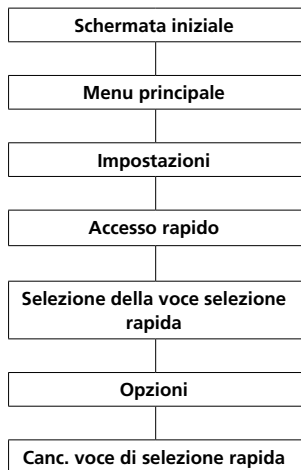 Schermata iniziale
Menu principale
Impostazioni
Accesso rapido
Selezione della voce selezione
rapida
Opzioni
Canc. voce di selezione rapida